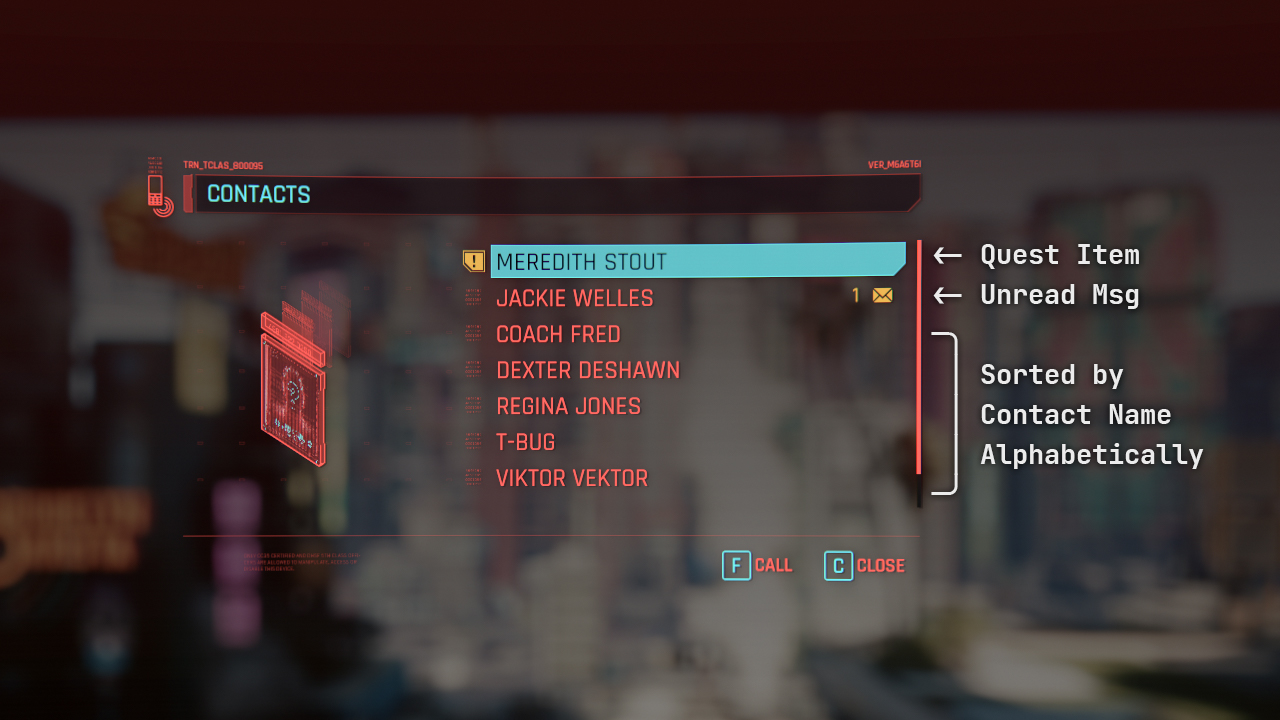 TRN_TCLAS_800095
VER_M6A6T6I
CONTACTS
! MEREDITH STOUT
JACKIE WELLES 1
COACH FRED
DEXTER DESHAWN
REGINA JONES
T-BUG
VIKTOR VEKTOR
← Quest Item
← Unread Msg
Sorted by
Contact Name
Alphabetically
F CALL C CLOSE